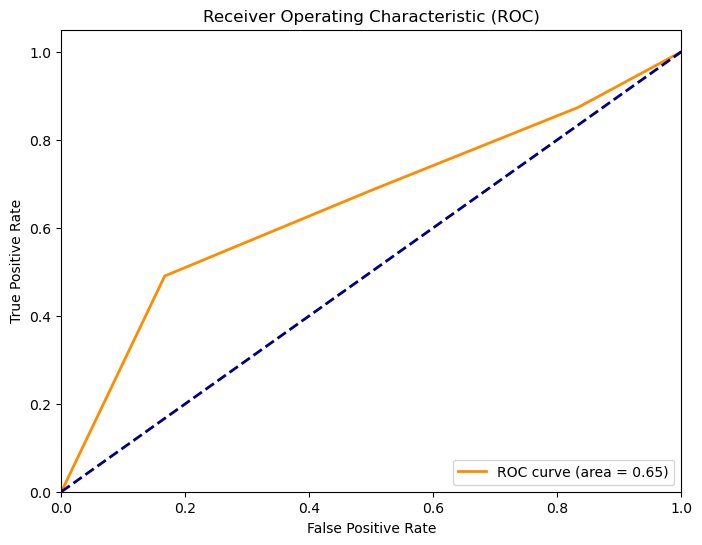 Receiver Operating Characteristic (ROC)
1.0
0.8
0.6
0.4
0.2
0.0
True Positive Rate
ROC curve (area = 0.65)
0.0 0.2 0.4 0.6 0.8 1.0
False Positive Rate